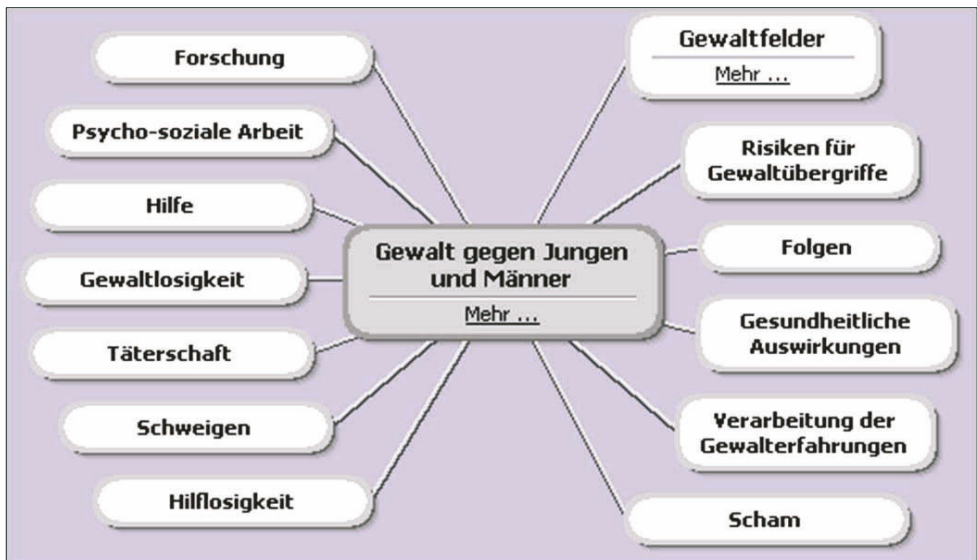 Forschung
Psycho-soziale Arbeit
Hilfe
Gewaltlosigkeit
Täterschaft
Schweigen
Hilflosigkeit
Gewalt gegen Jungen
und Männer
Mehr ...
Gewaltfelder
Mehr ...
Risiken für
Gewaltübergriffe
Folgen
Gesundheitliche
Auswirkungen
Verarbeitung der
Gewalterfahrungen
Scham